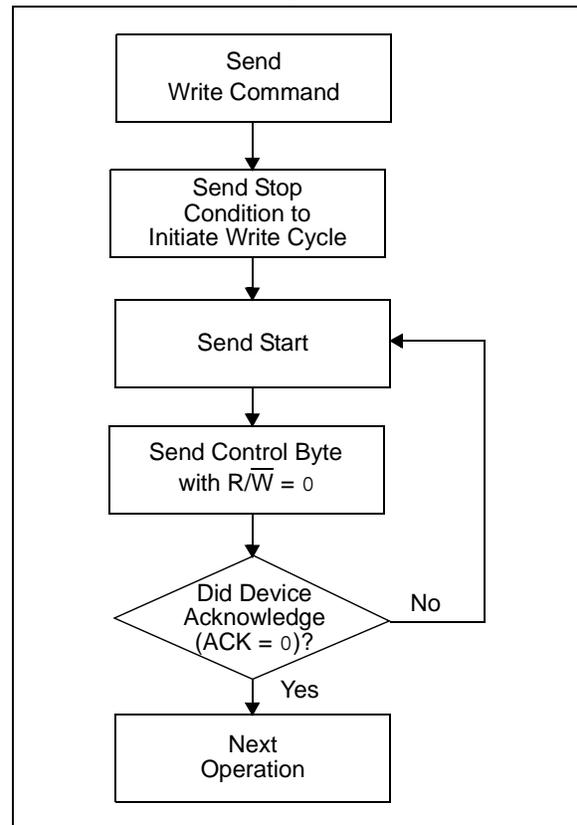 Send
Write Command
Send Stop
Condition to
Initiate Write Cycle
Send Start
Send Control Byte
with R/W̅ = 0
Did Device
Acknowledge
(ACK = 0)?
No
Yes
Next
Operation